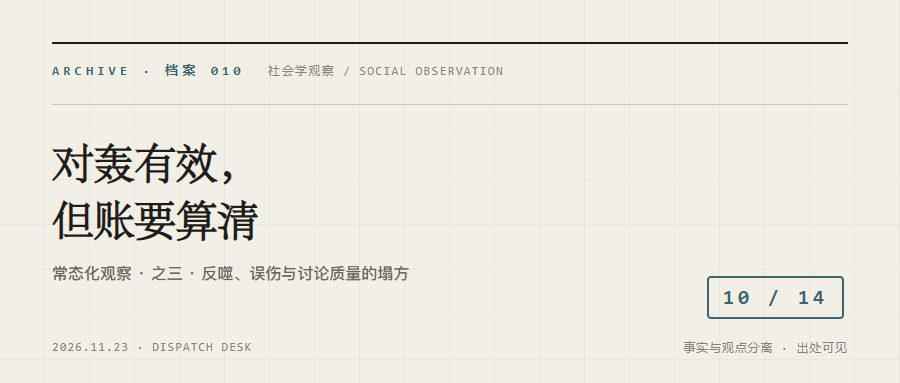 ARCHIVE · 档案 010 社会学观察 / SOCIAL OBSERVATION
对轰有效，
但账要算清
常态化观察 · 之三 · 反噬、误伤与讨论质量的塌方
10 / 14
2026.11.23 · DISPATCH DESK
事实与观点分离 · 出处可见